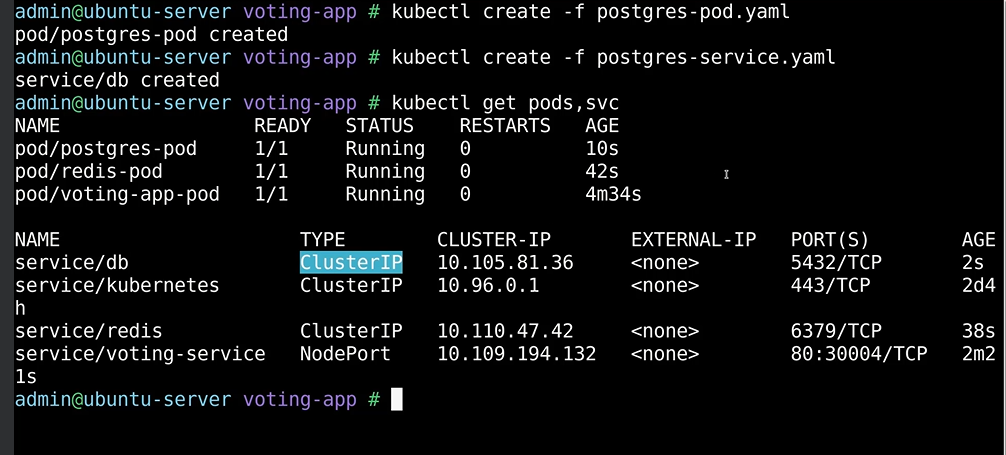 admin@ubuntu-server voting-app # kubectl create -f postgres-pod.yaml
pod/postgres-pod created
admin@ubuntu-server voting-app # kubectl create -f postgres-service.yaml
service/db created
admin@ubuntu-server voting-app # kubectl get pods,svc
NAME                 READY   STATUS    RESTARTS   AGE
pod/postgres-pod     1/1     Running   0          10s
pod/redis-pod        1/1     Running   0          42s
pod/voting-app-pod   1/1     Running   0          4m34s

NAME                     TYPE        CLUSTER-IP       EXTERNAL-IP   PORT(S)        AGE
service/db               ClusterIP   10.105.81.36     <none>        5432/TCP       2s
service/kubernetes       ClusterIP   10.96.0.1        <none>        443/TCP        2d4
h
service/redis            ClusterIP   10.110.47.42     <none>        6379/TCP       38s
service/voting-service   NodePort    10.109.194.132   <none>        80:30004/TCP   2m2
1s
admin@ubuntu-server voting-app #